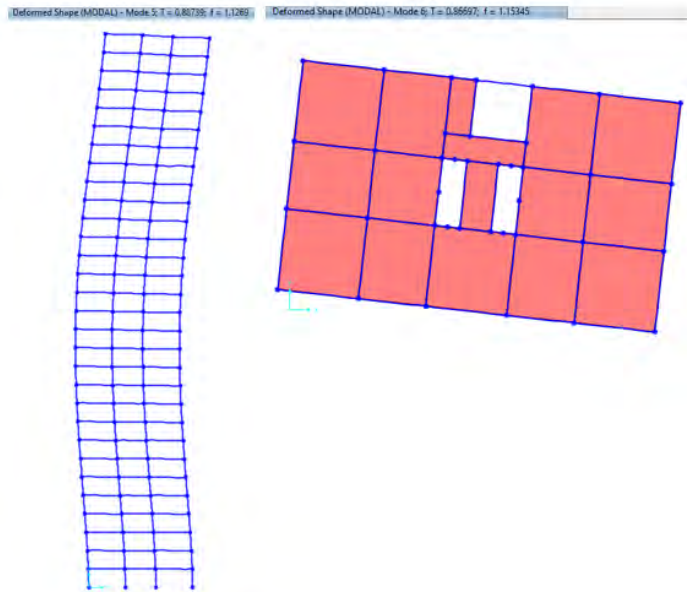 Deformed Shape (MODAL) - Mode 5; T = 0.88739; f = 1.1269
Deformed Shape (MODAL) - Mode 6; T = 0.86697; f = 1.15345